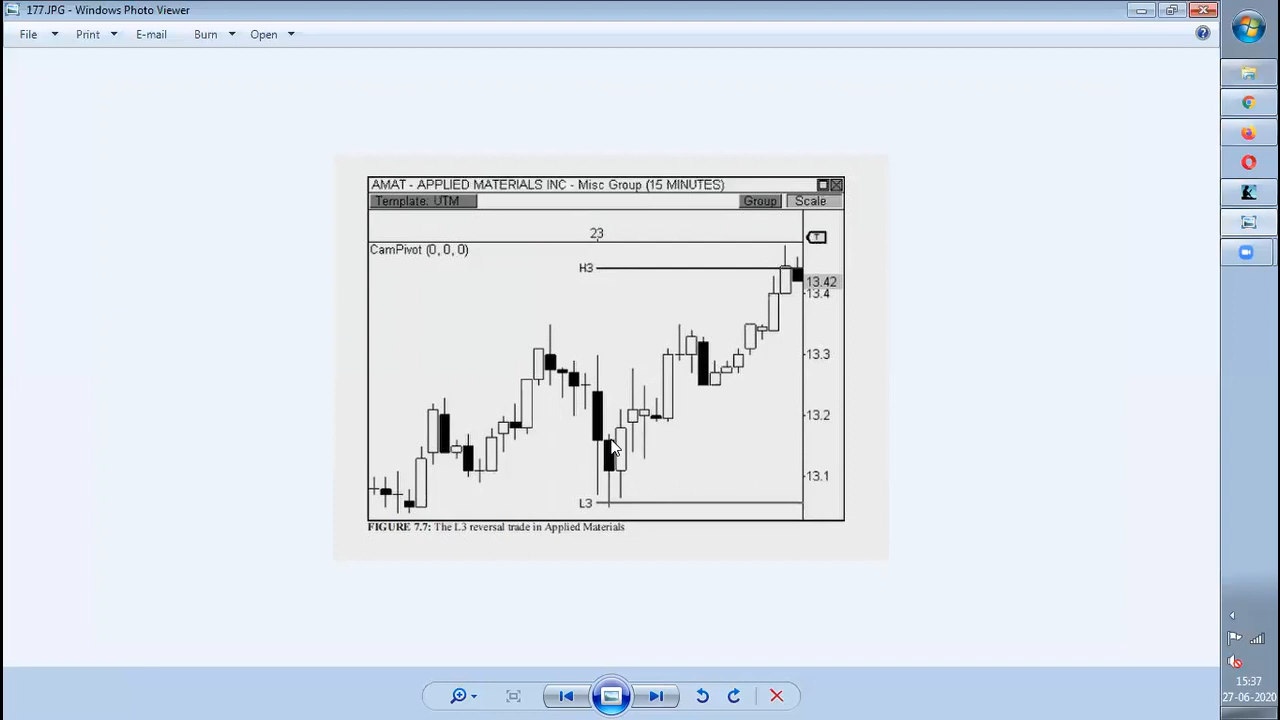 177.JPG - Windows Photo Viewer
File Print E-mail Burn Open
AMAT - APPLIED MATERIALS INC - Misc Group (15 MINUTES)
Template: UTM Group Scale
23
T
CamPivot (0, 0, 0)
H3
13.42
13.4
13.3
13.2
13.1
L3
FIGURE 7.7: The L3 reversal trade in Applied Materials
15:37
27-06-2020